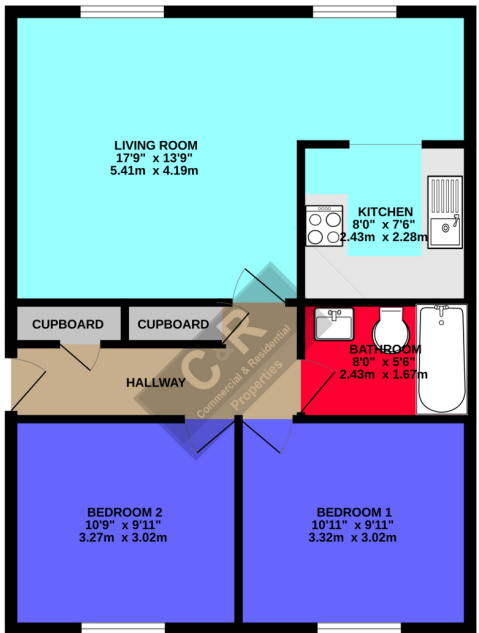 LIVING ROOM
17'9" x 13'9"
5.41m x 4.19m
KITCHEN
8'0" x 7'6"
2.43m x 2.28m
CUPBOARD
CUPBOARD
C&R
Commercial & Residential
Properties
HALLWAY
BATHROOM
8'0" x 5'6"
2.43m x 1.67m
BEDROOM 2
10'9" x 9'11"
3.27m x 3.02m
BEDROOM 1
10'11" x 9'11"
3.32m x 3.02m